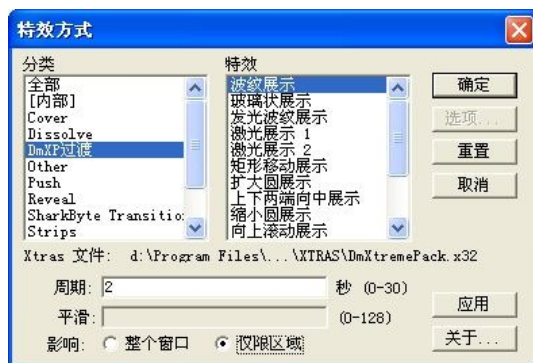 特效方式
分类
特效
全部
[内部]
Cover
Dissolve
DmXP过渡
Other
Push
Reveal
SharkByte Transitio
Strips
波纹展示
玻璃状展示
发光波纹展示
激光展示 1
激光展示 2
矩形移动展示
扩大圆展示
上下两端向中展示
缩小圆展示
向上滚动展示
确定
选项...
重置
取消
Xtras 文件: d:\Program Files\...\XTRAS\DmXtremePack.x32
周期: 2 秒 (0-30)
平滑: (0-128)
影响: 整个窗口 仅限区域
应用
关于...